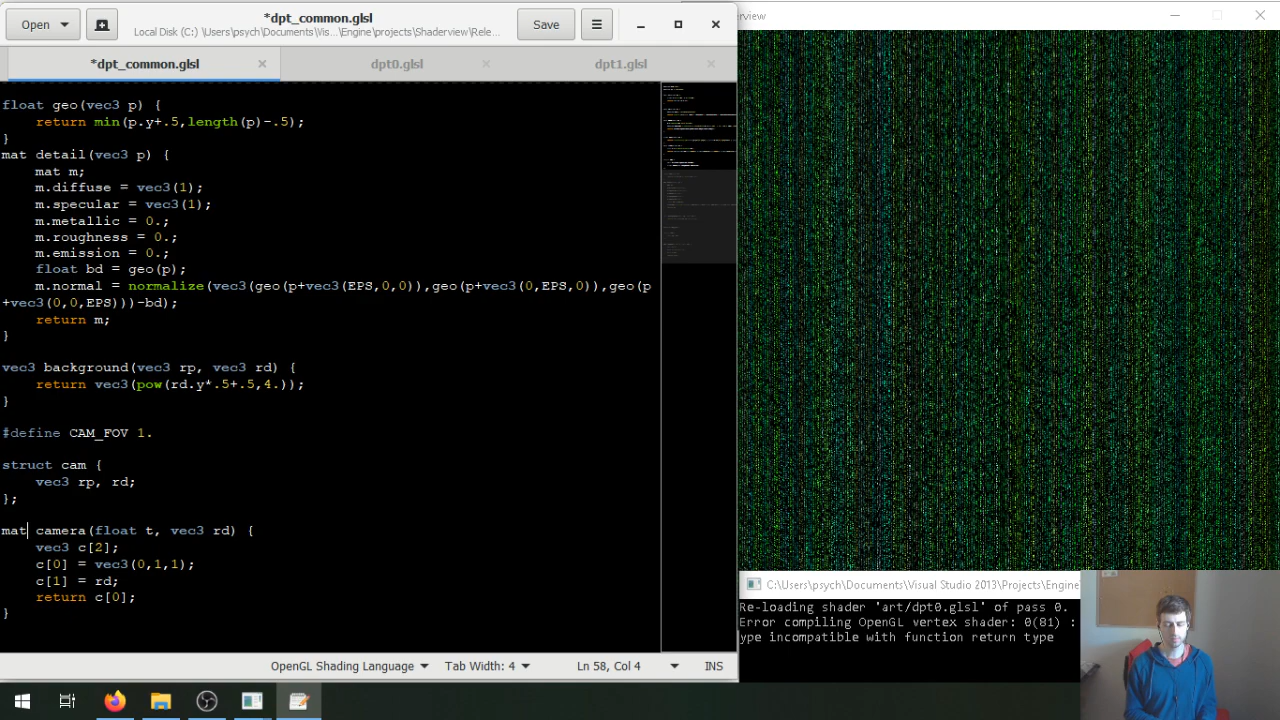 Open
*dpt_common.glsl
Local Disk (C:) \Users\psych\Documents\Vis...Engine\projects\Shaderview\Rele...
Save
erview
*dpt_common.glsl
dpt0.glsl
dpt1.glsl
float geo(vec3 p) {
return min(p.y+.5,length(p)-.5);
}
mat detail(vec3 p) {
mat m;
m.diffuse = vec3(1);
m.specular = vec3(1);
m.metallic = 0.;
m.roughness = 0.;
m.emission = 0.;
float bd = geo(p);
m.normal = normalize(vec3(geo(p+vec3(EPS,0,0)),geo(p+vec3(0,EPS,0)),geo(p
+vec3(0,0,EPS)))-bd);
return m;
}
vec3 background(vec3 rp, vec3 rd) {
return vec3(pow(rd.y*.5+.5,4.));
}
#define CAM_FOV 1.
struct cam {
vec3 rp, rd;
};
mat camera(float t, vec3 rd) {
vec3 c[2];
c[0] = vec3(0,1,1);
c[1] = rd;
return c[0];
}
OpenGL Shading Language
Tab Width: 4
Ln 58, Col 4
INS
C:\Users\psych\Documents\Visual Studio 2013\Projects\Engine
Re-loading shader 'art/dpt0.glsl' of pass 0.
Error compiling OpenGL vertex shader: 0(81) :
ype incompatible with function return type